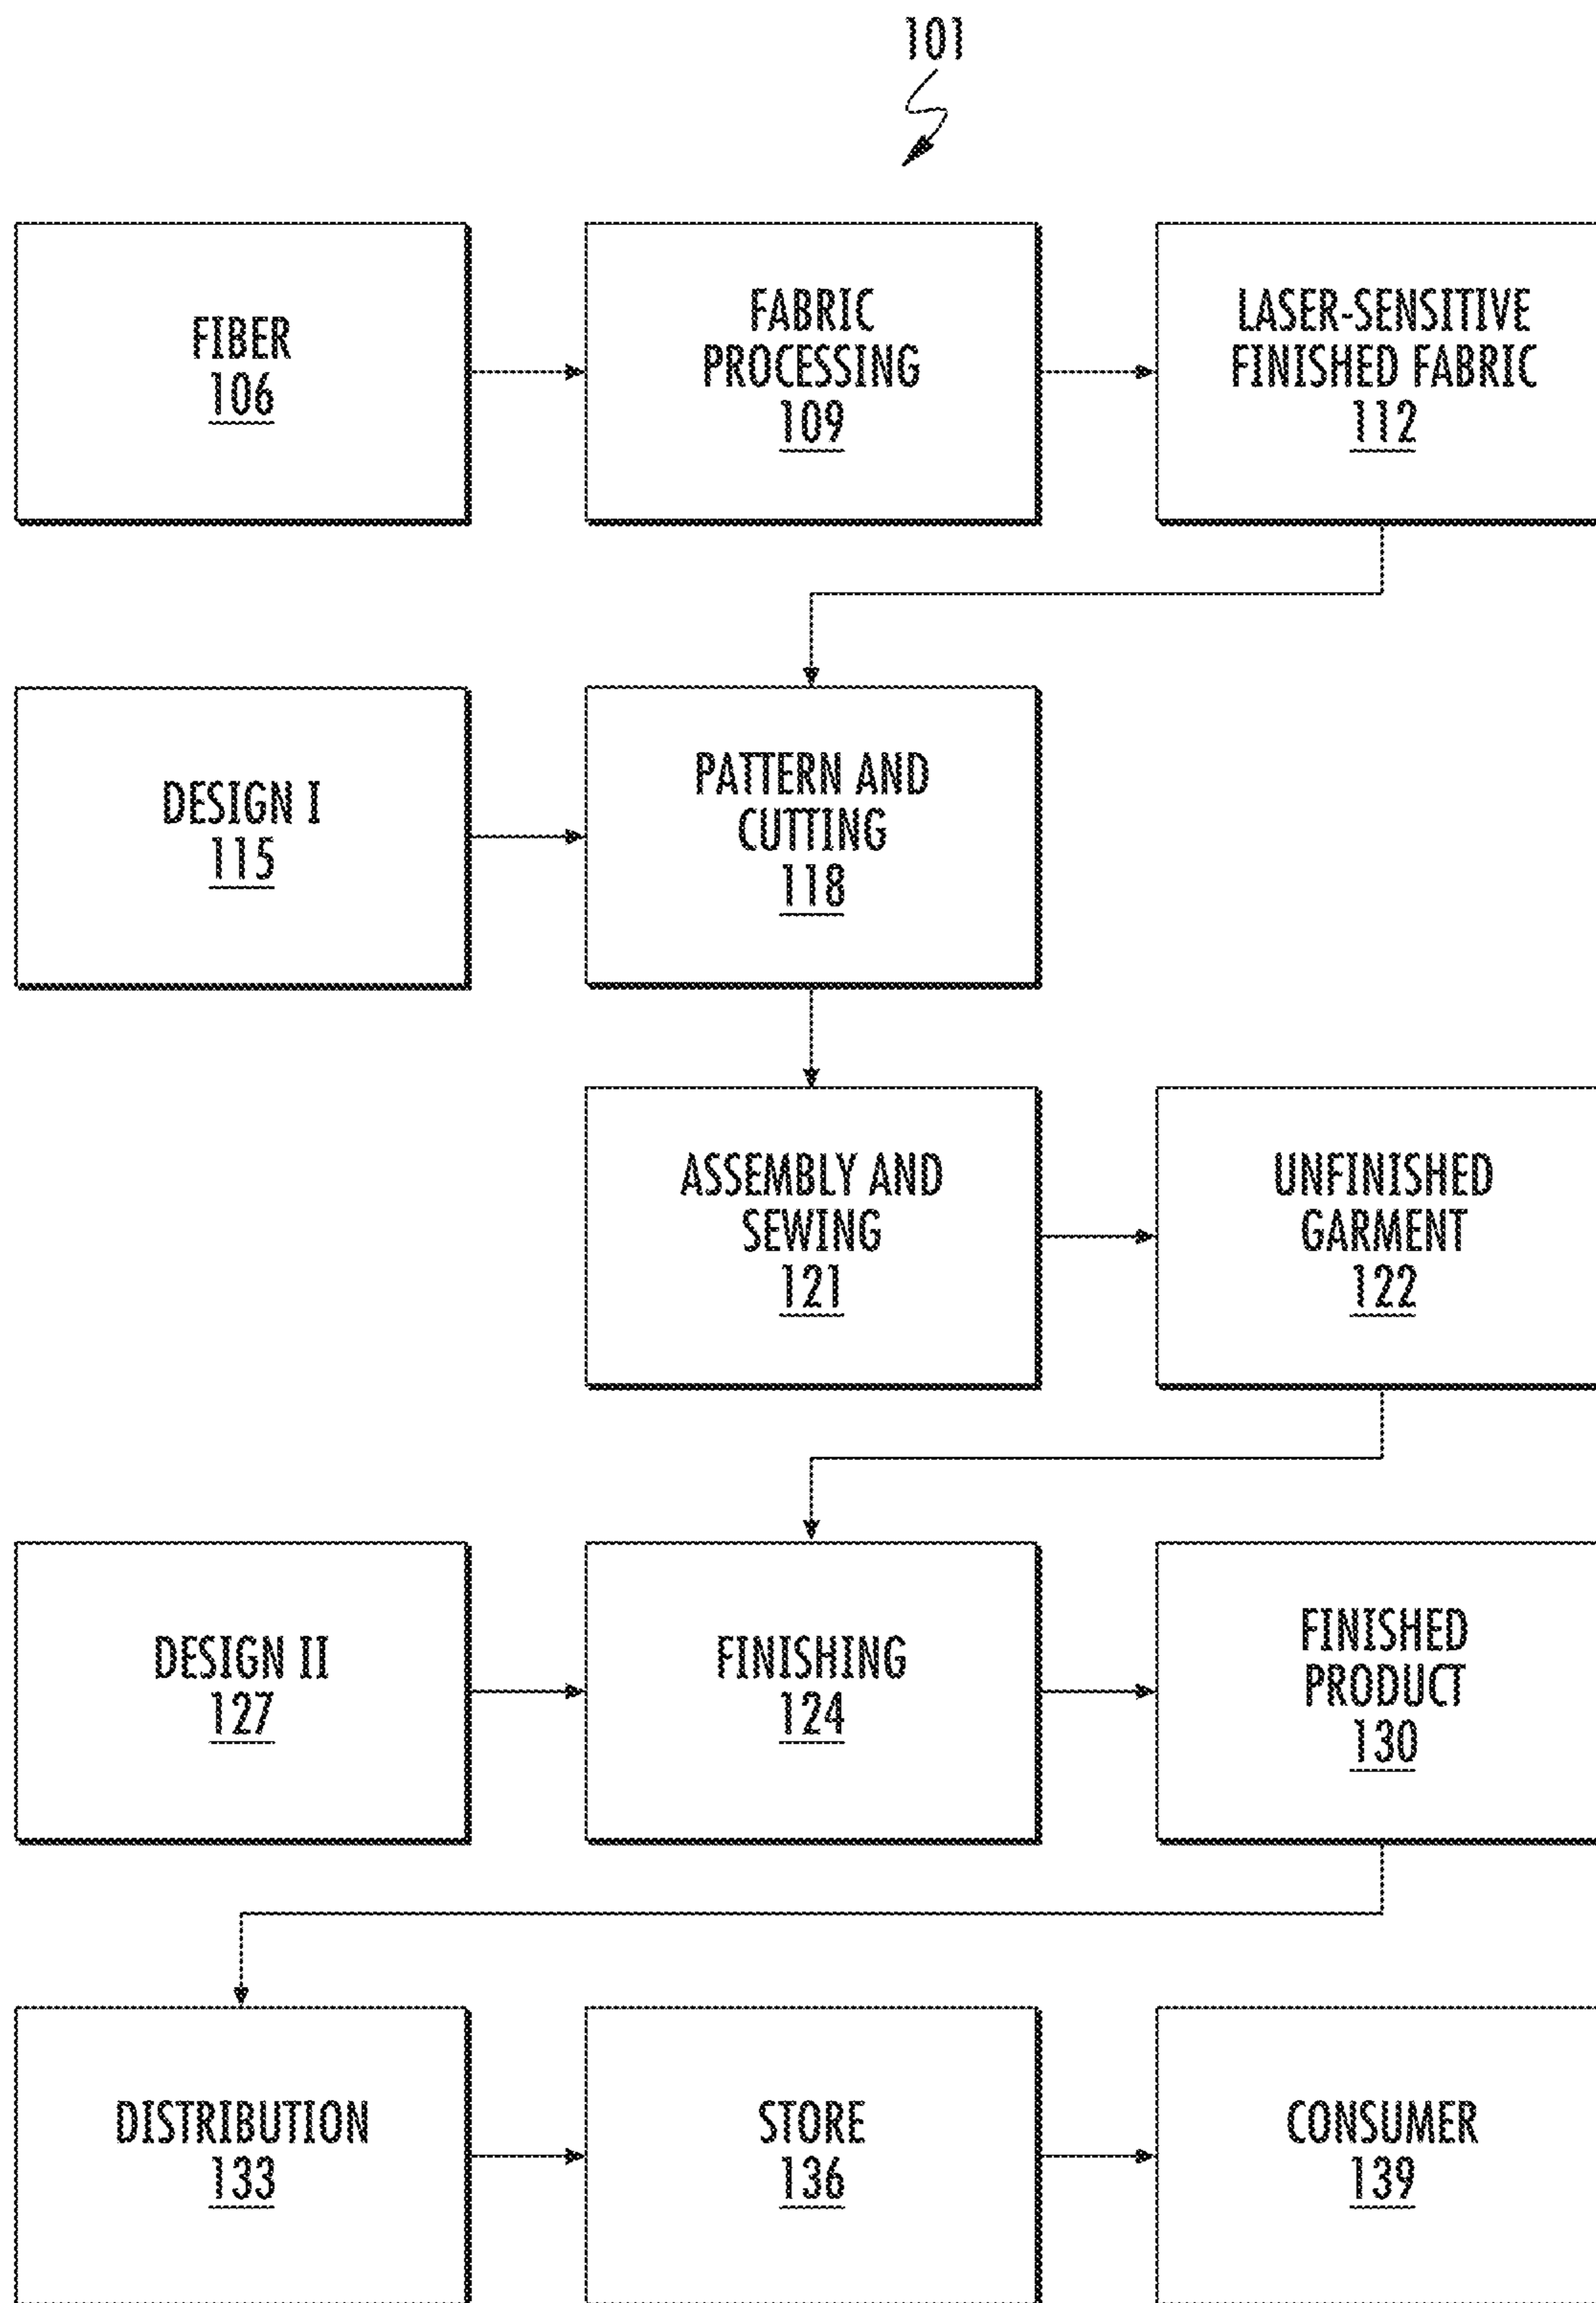 101
FIBER
106
FABRIC
PROCESSING
109
LASER-SENSITIVE
FINISHED FABRIC
112
DESIGN I
115
PATTERN AND
CUTTING
118
ASSEMBLY AND
SEWING
121
UNFINISHED
GARMENT
122
DESIGN II
127
FINISHING
124
FINISHED
PRODUCT
130
DISTRIBUTION
133
STORE
136
CONSUMER
139